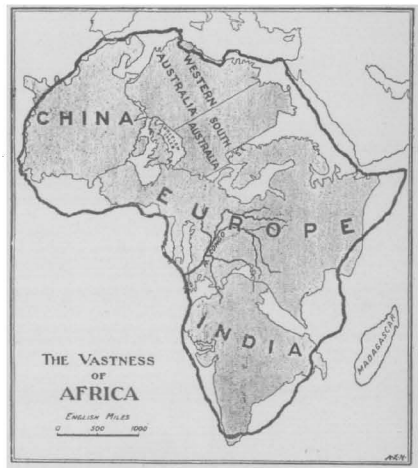 CHINA
WESTERN
AUSTRALIA
SOUTH
AUSTRALIA
EUROPE
INDIA
MADAGASCAR
THE VASTNESS
OF
AFRICA
ENGLISH MILES
0 500 1000